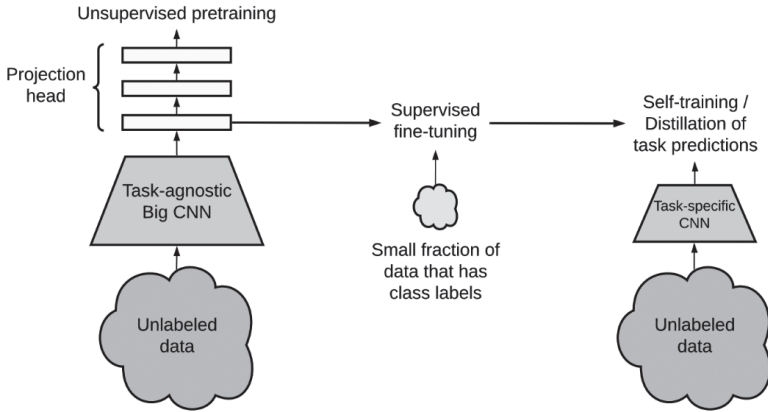 Unsupervised pretraining
Projection
head
Task-agnostic
Big CNN
Unlabeled
data
Supervised
fine-tuning
Small fraction of
data that has
class labels
Self-training /
Distillation of
task predictions
Task-specific
CNN
Unlabeled
data